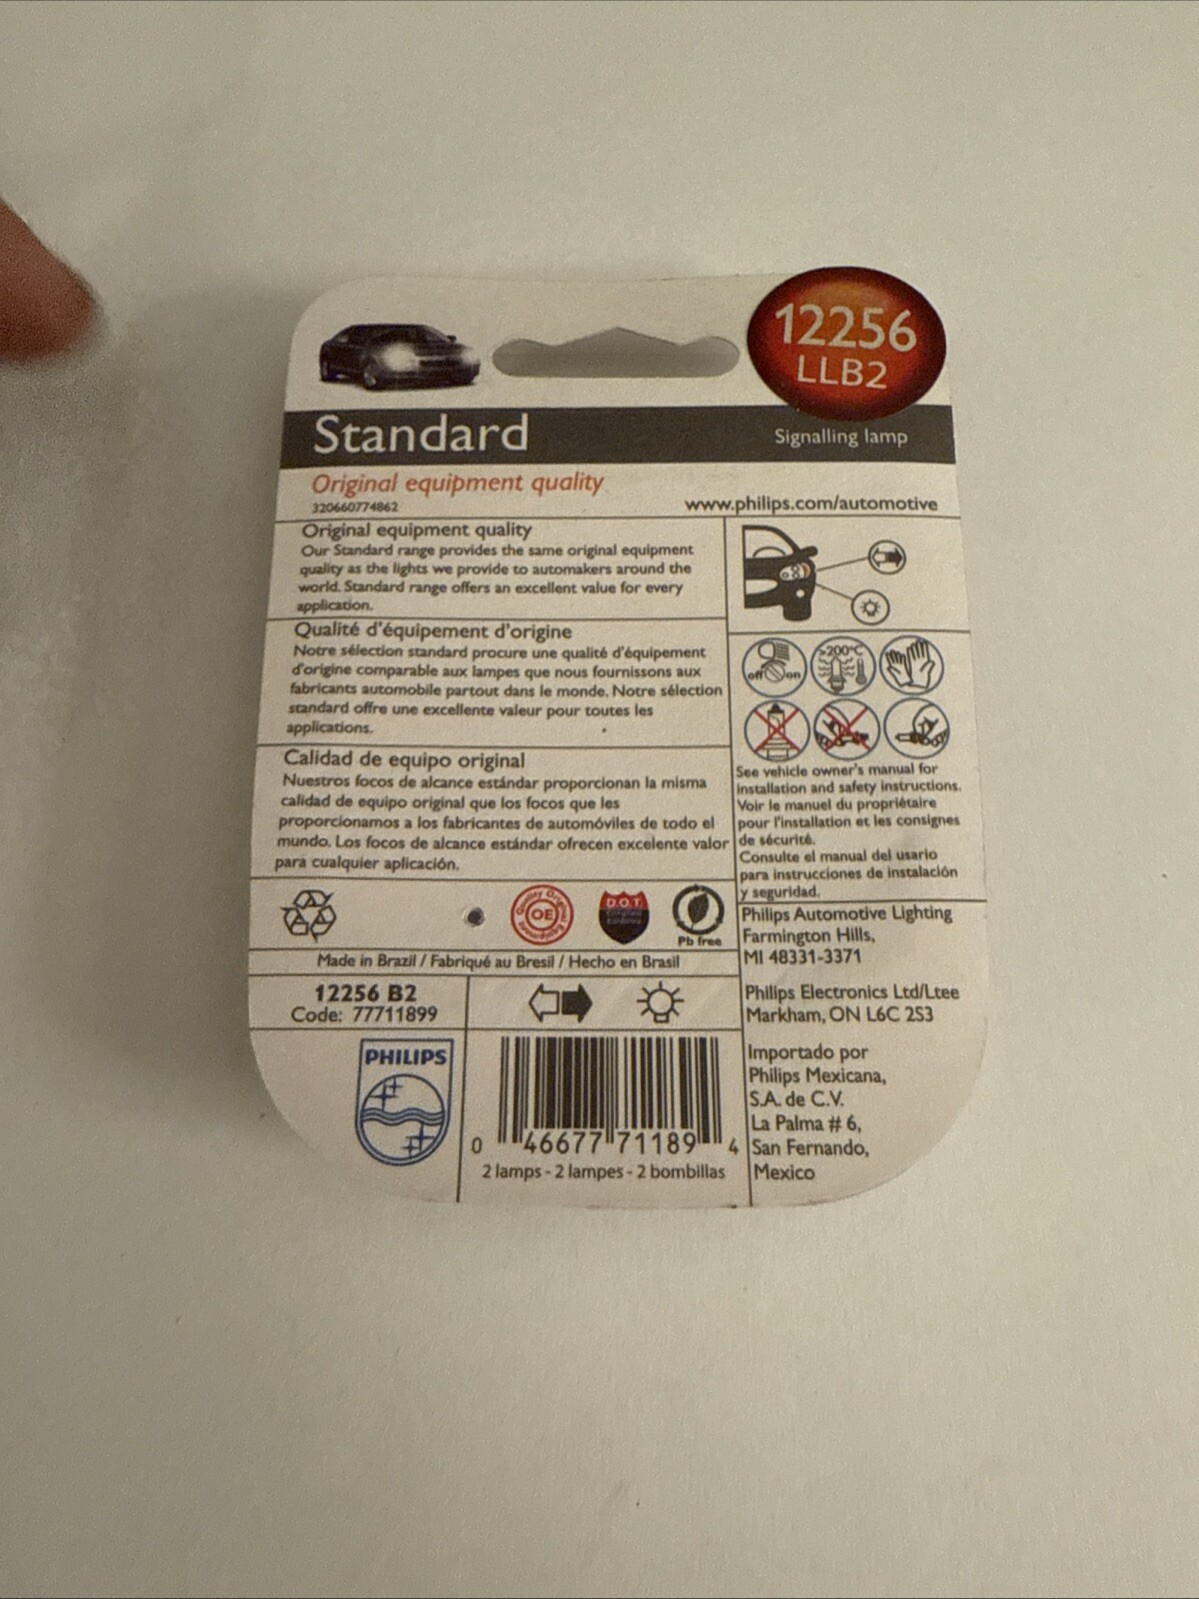 12256
LLB2
Standard
Signalling lamp
Original equipment quality
320660774862
www.philips.com/automotive
Original equipment quality
Our Standard range provides the same original equipment
quality as the lights we provide to automakers around the
world. Standard range offers an excellent value for every
application.
Qualité d'équipement d'origine
Notre sélection standard procure une qualité d'équipement
d'origine comparable aux lampes que nous fournissons aux
fabricants automobile partout dans le monde. Notre sélection
standard offre une excellente valeur pour toutes les
applications.
Calidad de equipo original
Nuestros focos de alcance estándar proporcionan la misma
calidad de equipo original que los focos que les
proporcionamos a los fabricantes de automóviles de todo el
mundo. Los focos de alcance estándar ofrecen excelente valor
para cualquier aplicación.
off on
>200°C
See vehicle owner's manual for
installation and safety instructions.
Voir le manuel du propriétaire
pour l'installation et les consignes
de sécurité.
Consulte el manual del usario
para instrucciones de instalación
y seguridad.
Quality Original Equipment
OE
D.O.T.
Pb free
Made in Brazil / Fabriqué au Bresil / Hecho en Brasil
12256 B2
Code: 77711899
PHILIPS
0 46677 71189 4
2 lamps - 2 lampes - 2 bombillas
Philips Automotive Lighting
Farmington Hills,
MI 48331-3371
Philips Electronics Ltd/Ltee
Markham, ON L6C 2S3
Importado por
Philips Mexicana,
S.A. de C.V.
La Palma # 6,
San Fernando,
Mexico